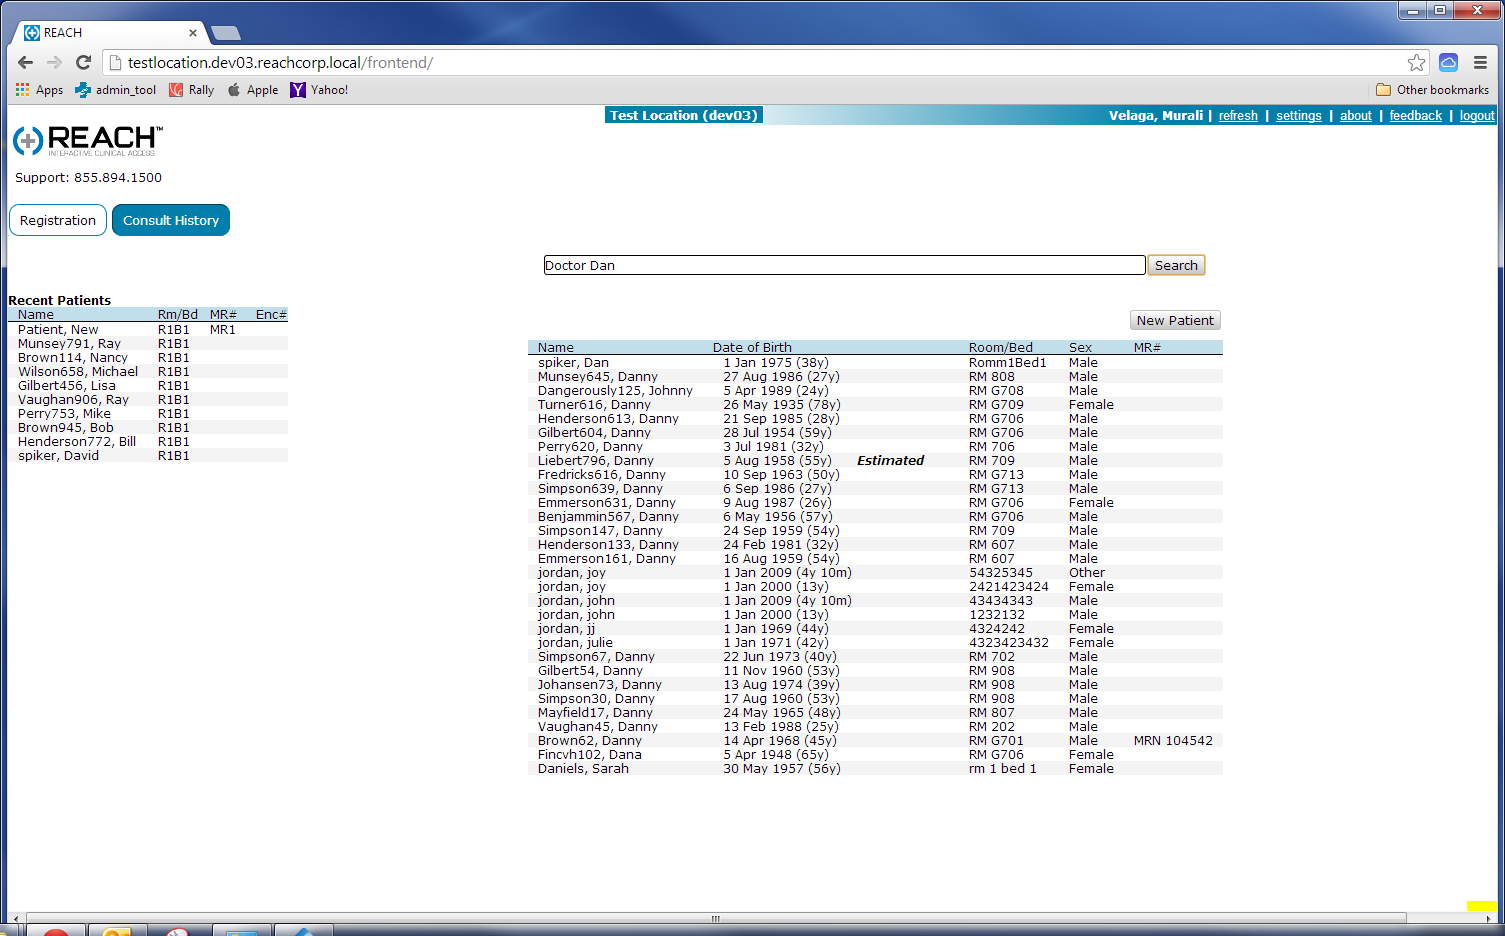 REACH
testlocation.dev03.reachcorp.local/frontend/
Apps admin_tool Rally Apple Yahoo! Other bookmarks
Test Location (dev03) Velaga, Murali | refresh | settings | about | feedback | logout
REACH™
INTERACTIVE CLINICAL ACCESS
Support: 855.894.1500
Registration Consult History
Doctor Dan Search
Recent Patients
Name Rm/Bd MR# Enc#
Patient, New R1B1 MR1
Munsey791, Ray R1B1
Brown114, Nancy R1B1
Wilson658, Michael R1B1
Gilbert456, Lisa R1B1
Vaughan906, Ray R1B1
Perry753, Mike R1B1
Brown945, Bob R1B1
Henderson772, Bill R1B1
spiker, David R1B1
New Patient
Name Date of Birth Room/Bed Sex MR#
spiker, Dan 1 Jan 1975 (38y) Romm1Bed1 Male
Munsey645, Danny 27 Aug 1986 (27y) RM 808 Male
Dangerously125, Johnny 5 Apr 1989 (24y) RM G708 Male
Turner616, Danny 26 May 1935 (78y) RM G709 Female
Henderson613, Danny 21 Sep 1985 (28y) RM G706 Male
Gilbert604, Danny 28 Jul 1954 (59y) RM G706 Male
Perry620, Danny 3 Jul 1981 (32y) RM 706 Male
Liebert796, Danny 5 Aug 1958 (55y) Estimated RM 709 Male
Fredricks616, Danny 10 Sep 1963 (50y) RM G713 Male
Simpson639, Danny 6 Sep 1986 (27y) RM G713 Male
Emmerson631, Danny 9 Aug 1987 (26y) RM G706 Female
Benjammin567, Danny 6 May 1956 (57y) RM G706 Male
Simpson147, Danny 24 Sep 1959 (54y) RM 709 Male
Henderson133, Danny 24 Feb 1981 (32y) RM 607 Male
Emmerson161, Danny 16 Aug 1959 (54y) RM 607 Male
jordan, joy 1 Jan 2009 (4y 10m) 54325345 Other
jordan, joy 1 Jan 2000 (13y) 2421423424 Female
jordan, john 1 Jan 2009 (4y 10m) 43434343 Male
jordan, john 1 Jan 2000 (13y) 1232132 Male
jordan, jj 1 Jan 1969 (44y) 4324242 Female
jordan, julie 1 Jan 1971 (42y) 4323423432 Female
Simpson67, Danny 22 Jun 1973 (40y) RM 702 Male
Gilbert54, Danny 11 Nov 1960 (53y) RM 908 Male
Johansen73, Danny 13 Aug 1974 (39y) RM 908 Male
Simpson30, Danny 17 Aug 1960 (53y) RM 908 Male
Mayfield17, Danny 24 May 1965 (48y) RM 807 Male
Vaughan45, Danny 13 Feb 1988 (25y) RM 202 Male
Brown62, Danny 14 Apr 1968 (45y) RM G701 Male MRN 104542
Fincvh102, Dana 5 Apr 1948 (65y) RM G706 Female
Daniels, Sarah 30 May 1957 (56y) rm 1 bed 1 Female